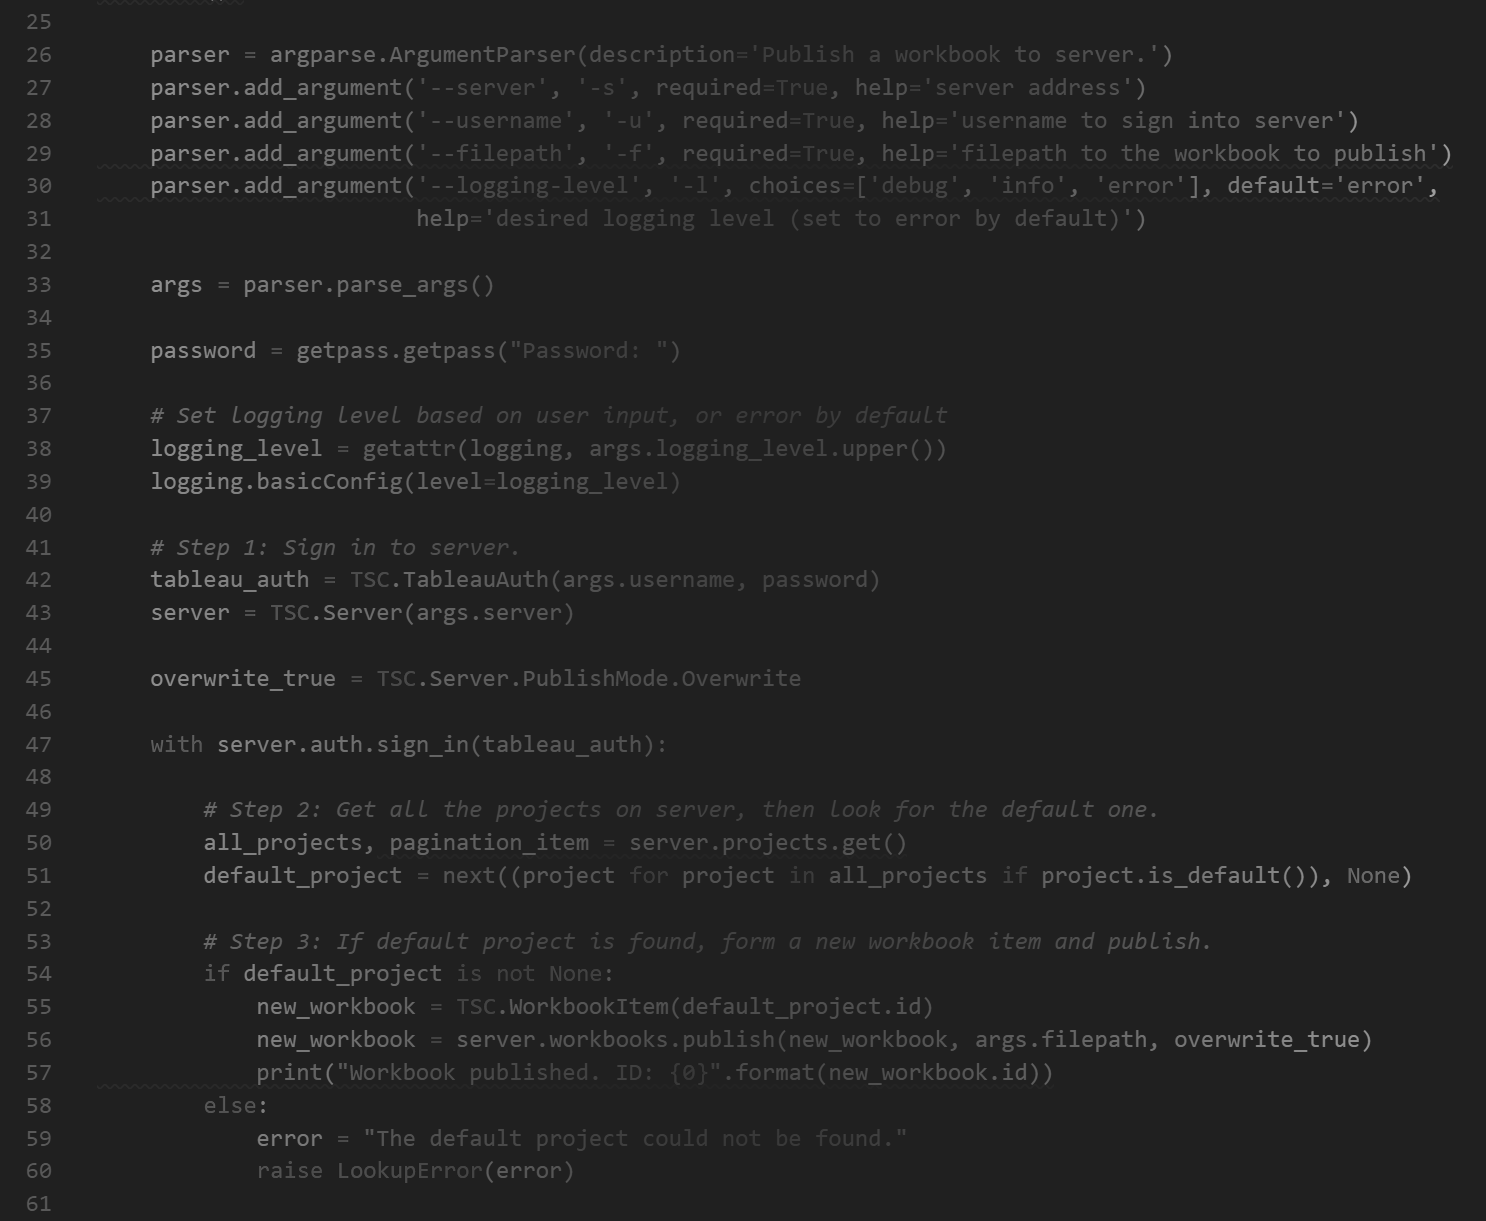 25
26 parser = argparse.ArgumentParser(description='Publish a workbook to server.')
27 parser.add_argument('--server', '-s', required=True, help='server address')
28 parser.add_argument('--username', '-u', required=True, help='username to sign into server')
29 parser.add_argument('--filepath', '-f', required=True, help='filepath to the workbook to publish')
30 parser.add_argument('--logging-level', '-l', choices=['debug', 'info', 'error'], default='error',
31 help='desired logging level (set to error by default)')
32
33 args = parser.parse_args()
34
35 password = getpass.getpass("Password: ")
36
37 # Set logging level based on user input, or error by default
38 logging_level = getattr(logging, args.logging_level.upper())
39 logging.basicConfig(level=logging_level)
40
41 # Step 1: Sign in to server.
42 tableau_auth = TSC.TableauAuth(args.username, password)
43 server = TSC.Server(args.server)
44
45 overwrite_true = TSC.Server.PublishMode.Overwrite
46
47 with server.auth.sign_in(tableau_auth):
48
49 # Step 2: Get all the projects on server, then look for the default one.
50 all_projects, pagination_item = server.projects.get()
51 default_project = next((project for project in all_projects if project.is_default()), None)
52
53 # Step 3: If default project is found, form a new workbook item and publish.
54 if default_project is not None:
55 new_workbook = TSC.WorkbookItem(default_project.id)
56 new_workbook = server.workbooks.publish(new_workbook, args.filepath, overwrite_true)
57 print("Workbook published. ID: {0}".format(new_workbook.id))
58 else:
59 error = "The default project could not be found."
60 raise LookupError(error)
61